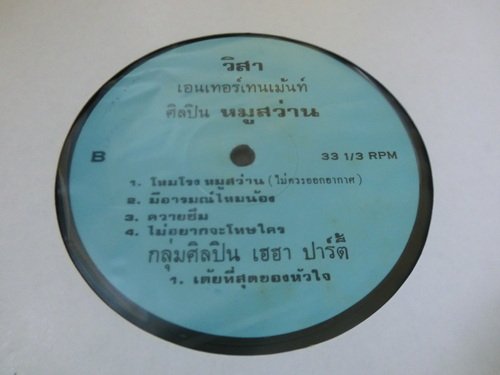 วิสา
เอนเทอร์เทนเม้นท์
ศิลปิน หมูสว่าน
B 33 1/3 RPM
1. โหมโรง หมูสว่าน (ไม่ควรออกอากาศ)
2. มีอารมณ์ไหมน้อง
3. ควายยิ้ม
4. ไม่อยากจะโทษใคร
กลุ่มศิลปิน เฮฮา ปาร์ตี้
1. เต้ยที่สุดของหัวใจ